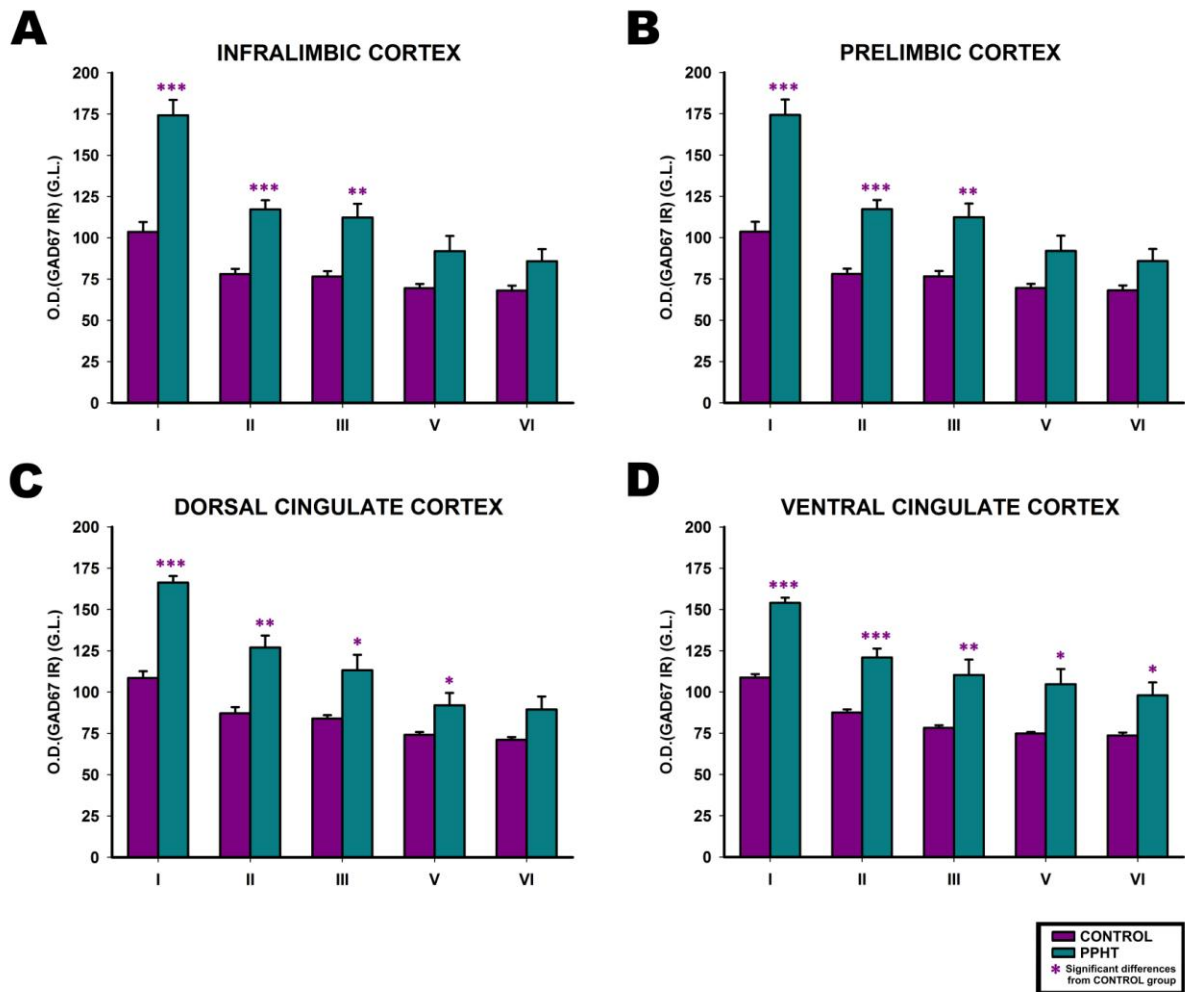 A
INFRALIMBIC CORTEX
O.D.(GAD67 IR) (G.L.)
200
175
150
125
100
75
50
25
0
***
***
**
I II III V VI
B
PRELIMBIC CORTEX
O.D.(GAD67 IR) (G.L.)
200
175
150
125
100
75
50
25
0
***
***
**
I II III V VI
C
DORSAL CINGULATE CORTEX
O.D.(GAD67 IR) (G.L.)
200
175
150
125
100
75
50
25
0
***
**
*
*
I II III V VI
D
VENTRAL CINGULATE CORTEX
O.D.(GAD67 IR) (G.L.)
200
175
150
125
100
75
50
25
0
***
***
**
*
*
I II III V VI
CONTROL
PPHT
* Significant differences
from CONTROL group